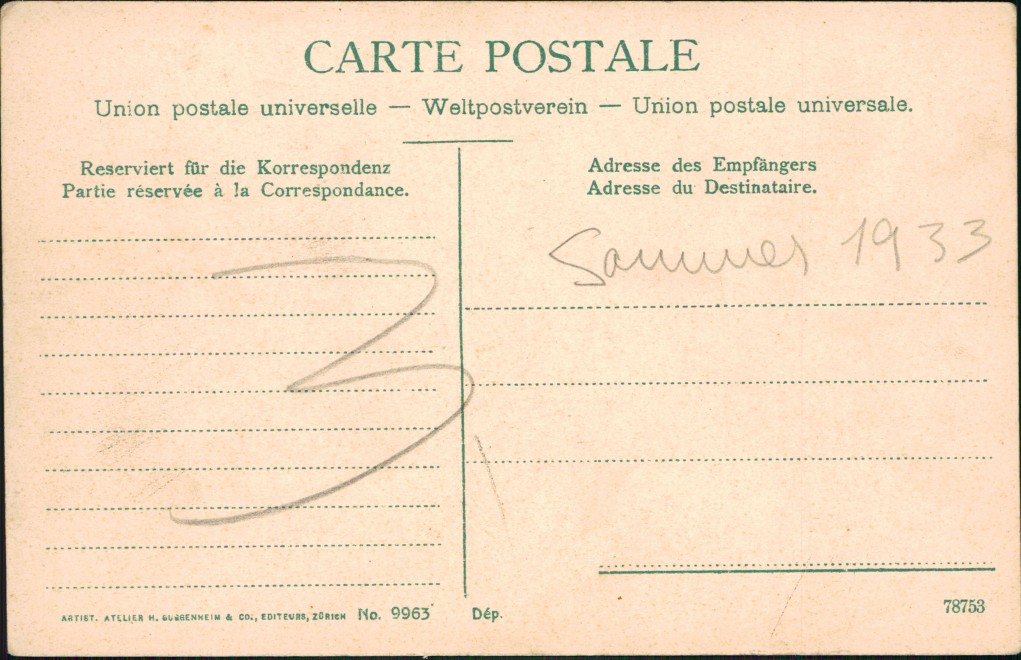 CARTE POSTALE
Union postale universelle — Weltpostverein — Union postale universale.
Reserviert für die Korrespondenz
Partie réservée à la Correspondance.
Adresse des Empfängers
Adresse du Destinataire.
Sommer 1933
3
ARTIST. ATELIER H. GUGGENHEIM & CO., EDITEURS, ZÜRICH No. 9963 Dép.
78753